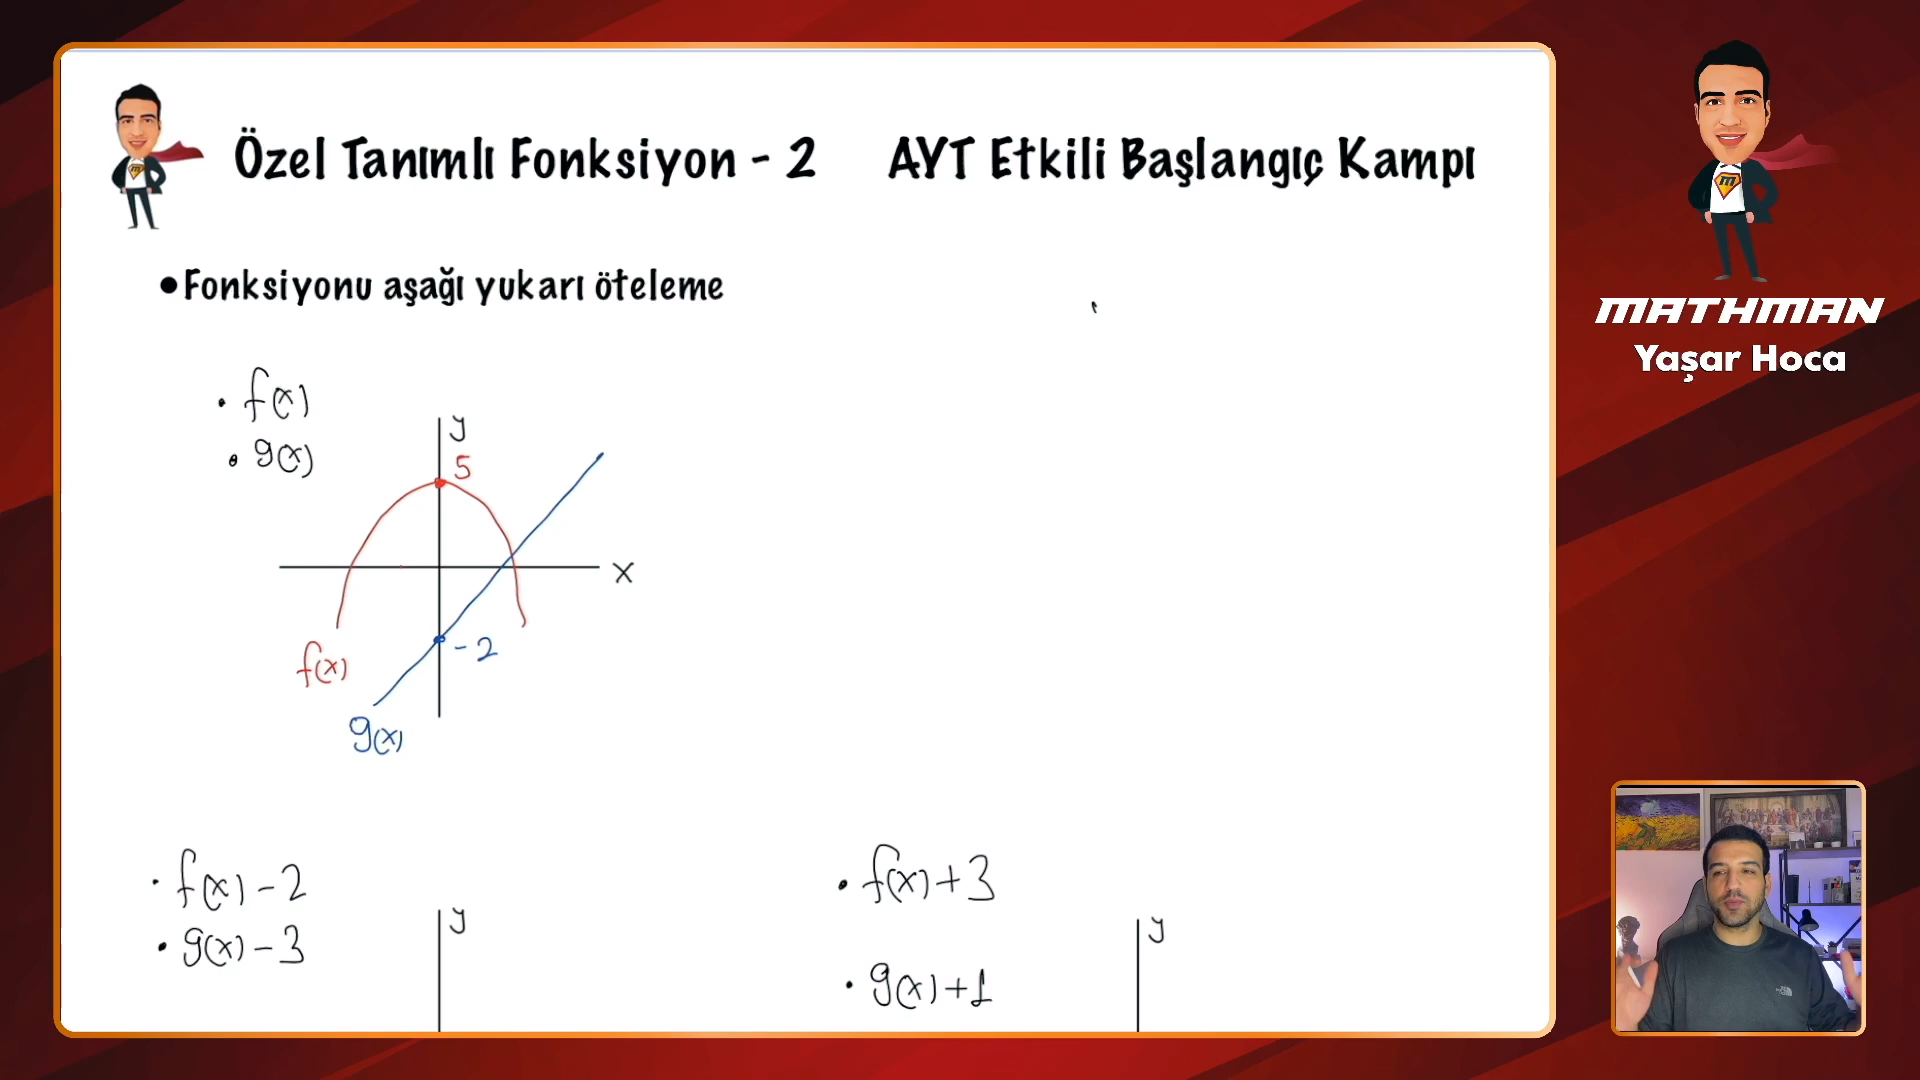 Özel Tanımlı Fonksiyon - 2 AYT Etkili Başlangıç Kampı
•Fonksiyonu aşağı yukarı öteleme
• f(x)
• g(x)
y
5
x
-2
f(x)
g(x)
• f(x)-2
• g(x)-3
y
• f(x)+3
• g(x)+1
y
MATHMAN
Yaşar Hoca